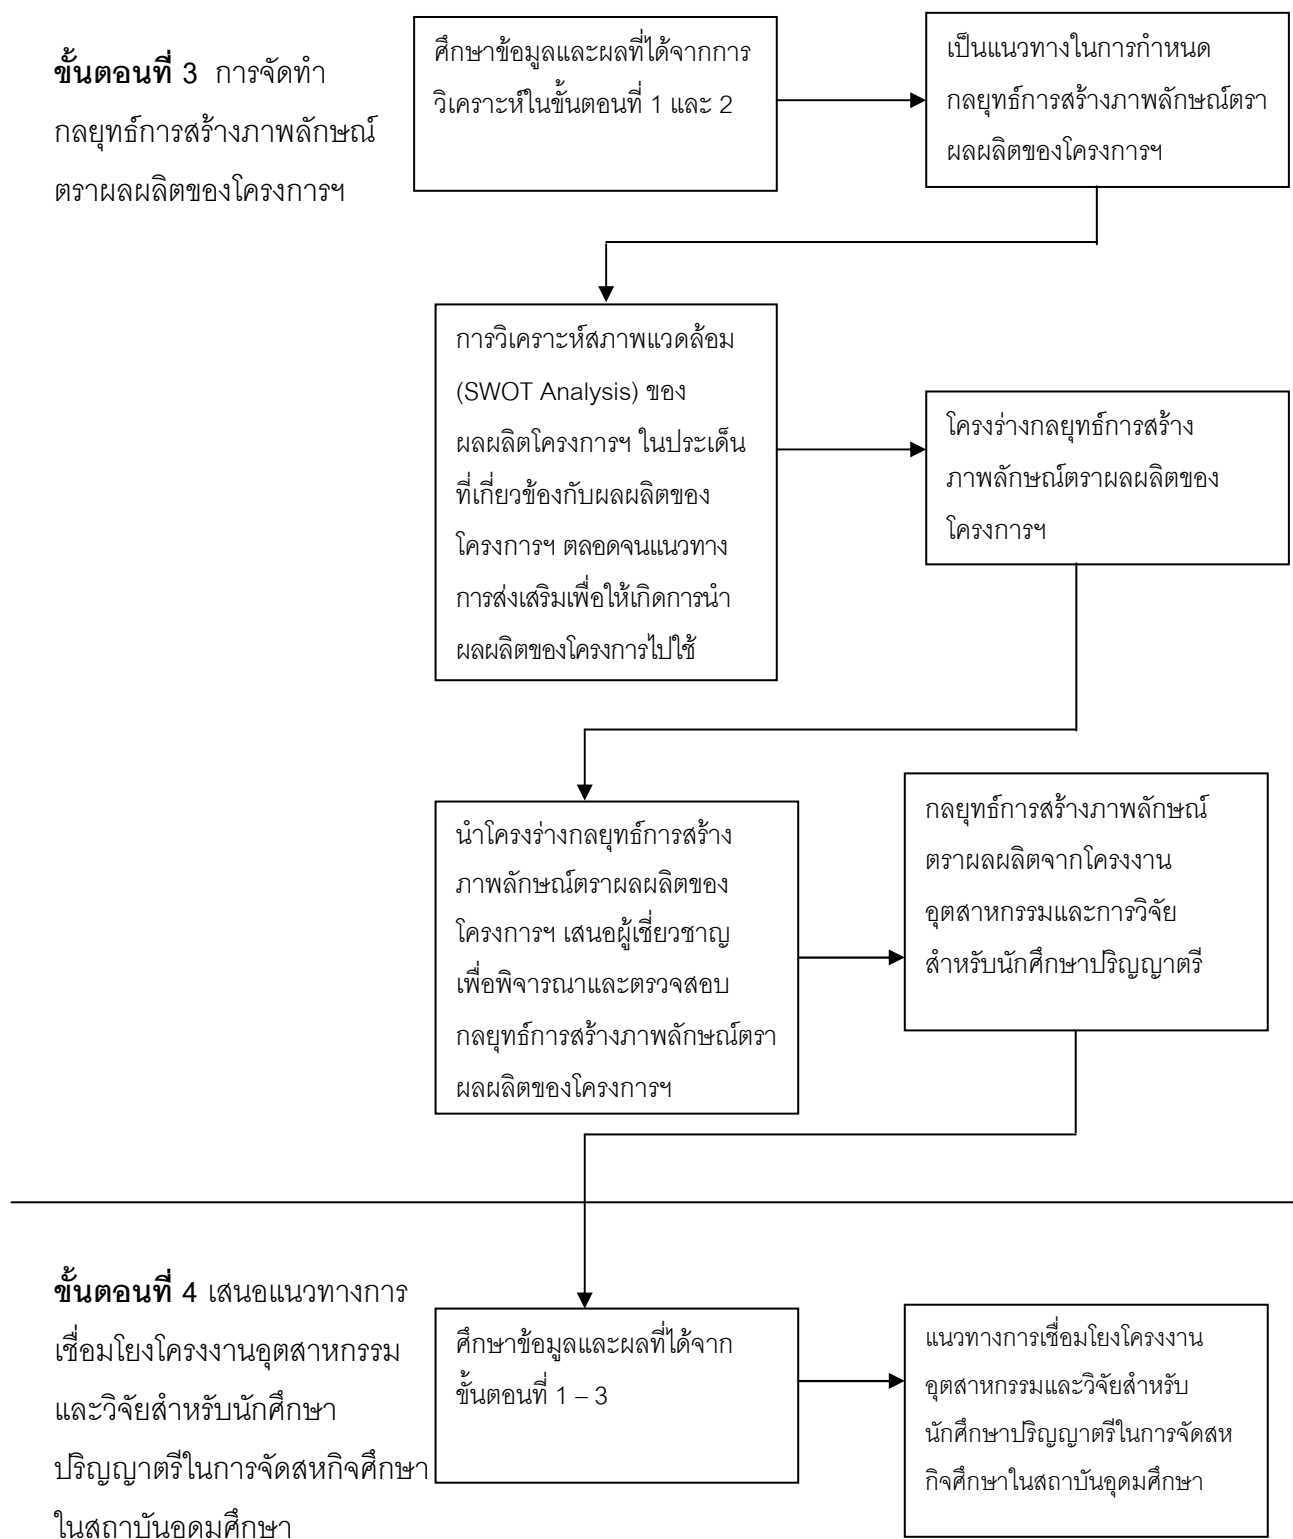 ขั้นตอนที่ 3 การจัดทำ
กลยุทธ์การสร้างภาพลักษณ์
ตราผลผลิตของโครงการฯ
ศึกษาข้อมูลและผลที่ได้จากการ
วิเคราะห์ในขั้นตอนที่ 1 และ 2
เป็นแนวทางในการกำหนด
กลยุทธ์การสร้างภาพลักษณ์ตรา
ผลผลิตของโครงการฯ
การวิเคราะห์สภาพแวดล้อม
(SWOT Analysis) ของ
ผลผลิตโครงการฯ ในประเด็น
ที่เกี่ยวข้องกับผลผลิตของ
โครงการฯ ตลอดจนแนวทาง
การส่งเสริมเพื่อให้เกิดการนำ
ผลผลิตของโครงการไปใช้
โครงร่างกลยุทธ์การสร้าง
ภาพลักษณ์ตราผลผลิตของ
โครงการฯ
นำโครงร่างกลยุทธ์การสร้าง
ภาพลักษณ์ตราผลผลิตของ
โครงการฯ เสนอผู้เชี่ยวชาญ
เพื่อพิจารณาและตรวจสอบ
กลยุทธ์การสร้างภาพลักษณ์ตรา
ผลผลิตของโครงการฯ
กลยุทธ์การสร้างภาพลักษณ์
ตราผลผลิตจากโครงงาน
อุตสาหกรรมและการวิจัย
สำหรับนักศึกษาปริญญาตรี
ขั้นตอนที่ 4 เสนอแนวทางการ
เชื่อมโยงโครงงานอุตสาหกรรม
และวิจัยสำหรับนักศึกษา
ปริญญาตรีในการจัดสหกิจศึกษา
ในสถาบันอุดมศึกษา
ศึกษาข้อมูลและผลที่ได้จาก
ขั้นตอนที่ 1 – 3
แนวทางการเชื่อมโยงโครงงาน
อุตสาหกรรมและวิจัยสำหรับ
นักศึกษาปริญญาตรีในการจัดสห
กิจศึกษาในสถาบันอุดมศึกษา